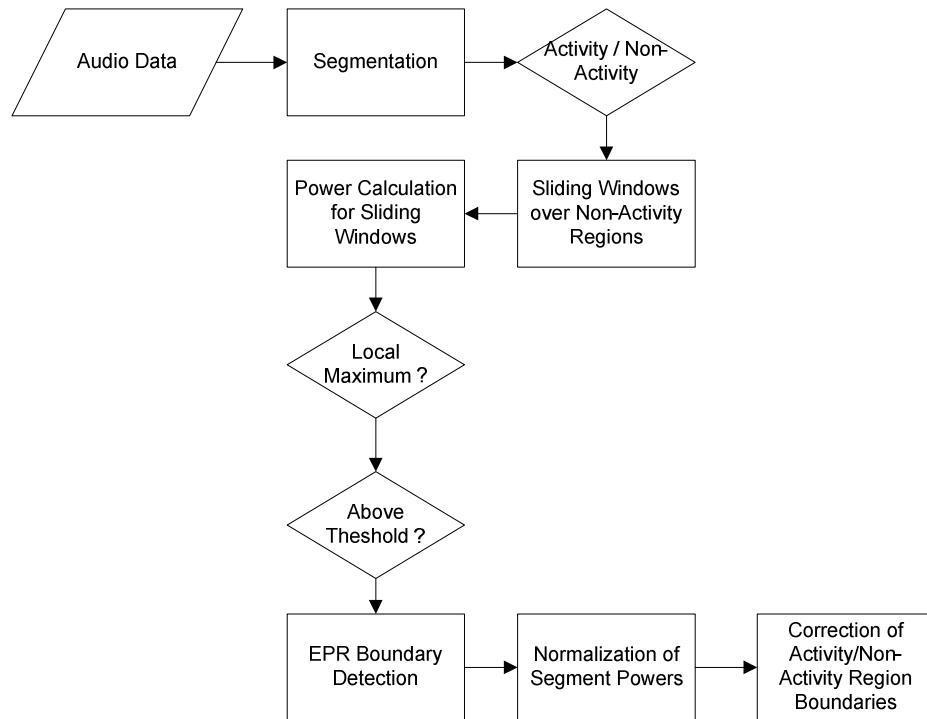 Audio Data
Segmentation
Activity / Non-
Activity
Power Calculation
for Sliding
Windows
Sliding Windows
over Non-Activity
Regions
Local
Maximum ?
Above
Theshold ?
EPR Boundary
Detection
Normalization of
Segment Powers
Correction of
Activity/Non-
Activity Region
Boundaries